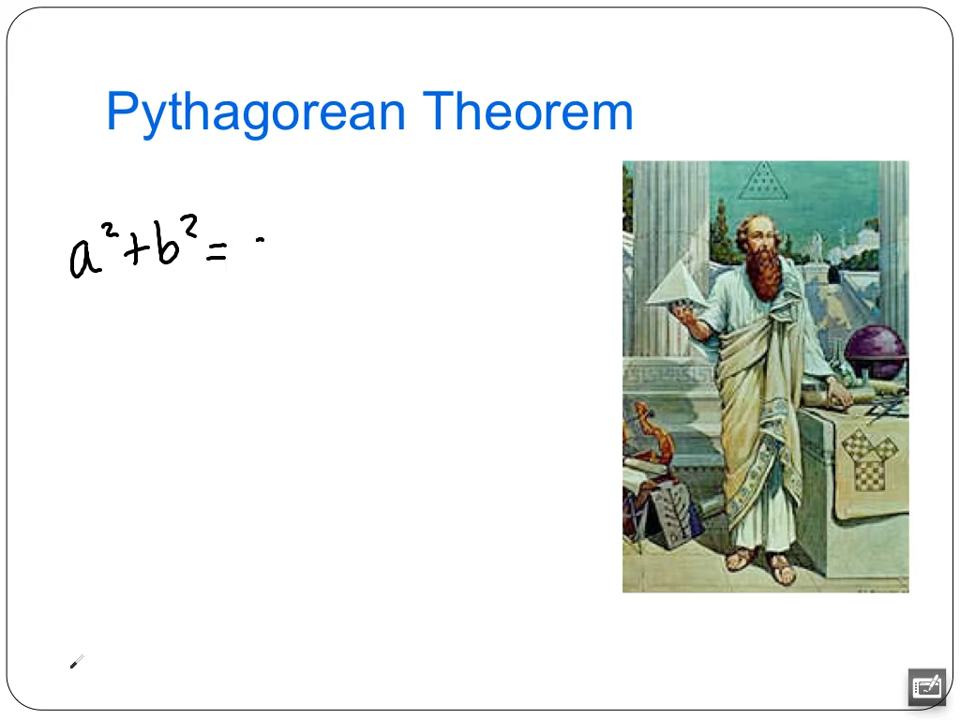 Pythagorean Theorem
a² + b² =